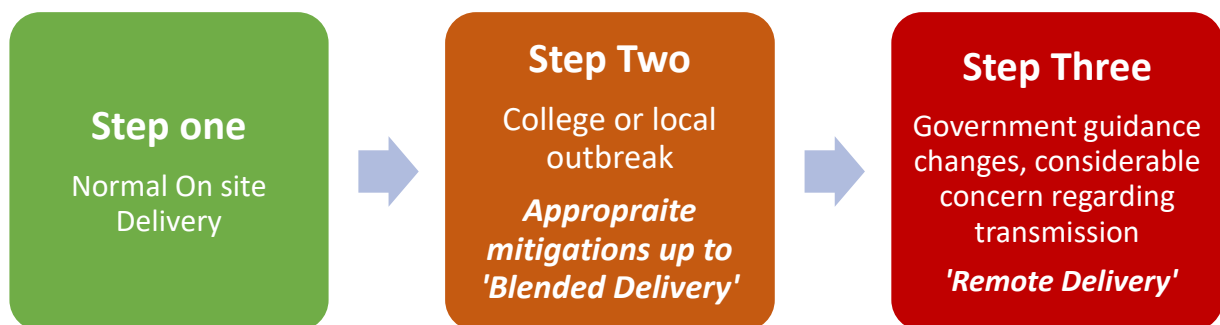 Step one
Normal On site
Delivery
Step Two
College or local
outbreak
Appropraite
mitigations up to
'Blended Delivery'
Step Three
Government guidance
changes, considerable
concern regarding
transmission
'Remote Delivery'